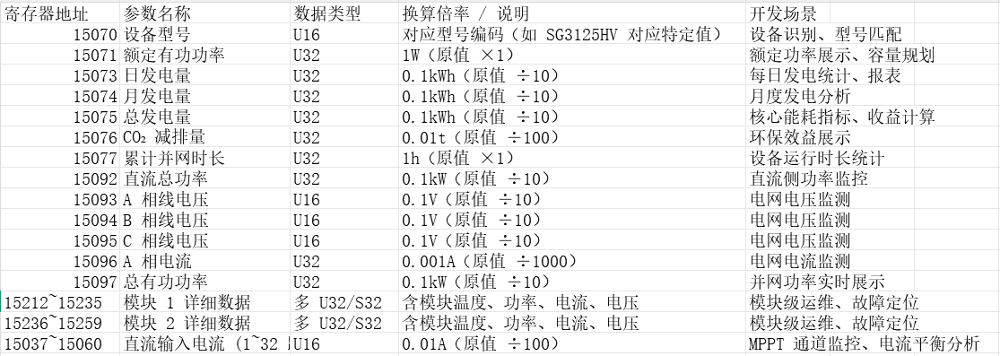 寄存器地址 参数名称 数据类型 换算倍率 / 说明 开发场景
15070 设备型号 U16 对应型号编码（如 SG3125HV 对应特定值） 设备识别、型号匹配
15071 额定有功功率 U32 1W（原值 ×1） 额定功率展示、容量规划
15073 日发电量 U32 0.1kWh（原值 ÷10） 每日发电统计、报表
15074 月发电量 U32 0.1kWh（原值 ÷10） 月度发电分析
15075 总发电量 U32 0.1kWh（原值 ÷10） 核心能耗指标、收益计算
15076 CO₂ 减排量 U32 0.01t（原值 ÷100） 环保效益展示
15077 累计并网时长 U32 1h（原值 ×1） 设备运行时长统计
15092 直流总功率 U32 0.1kW（原值 ÷10） 直流侧功率监控
15093 A 相线电压 U16 0.1V（原值 ÷10） 电网电压监测
15094 B 相线电压 U16 0.1V（原值 ÷10） 电网电压监测
15095 C 相线电压 U16 0.1V（原值 ÷10） 电网电压监测
15096 A 相电流 U32 0.001A（原值 ÷1000） 电网电流监测
15097 总有功功率 U32 0.1kW（原值 ÷10） 并网功率实时展示
15212~15235 模块 1 详细数据 多 U32/S32 含模块温度、功率、电流、电压 模块级运维、故障定位
15236~15259 模块 2 详细数据 多 U32/S32 含模块温度、功率、电流、电压 模块级运维、故障定位
15037~15060 直流输入电流（1~32 U16 0.01A（原值 ÷100） MPPT 通道监控、电流平衡分析